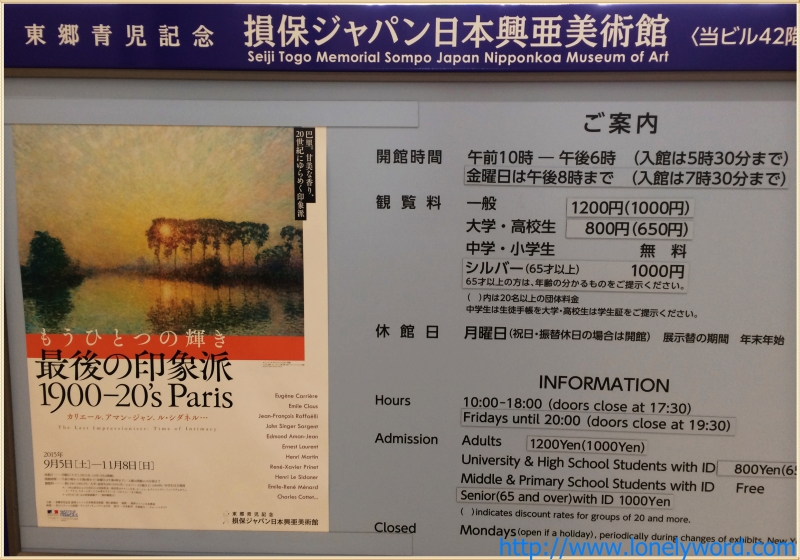 東郷青児記念 損保ジャパン日本興亜美術館 〈当ビル42階
Seiji Togo Memorial Sompo Japan Nipponkoa Museum of Art
巴里、甘美な香り、
20世紀にゆらめく印象派
もうひとつの輝き
最後の印象派
1900-20's Paris
カリエール、アマン=ジャン、ル・シダネル…
The Last Impressionists- Time of Intimacy
2015年
9月5日[土]—11月8日[日]
Eugène Carrière
Emile Claus
Jean-François Raffaëlli
John Singer Sargent
Edmond Aman-Jean
Ernest Laurent
Henri Martin
René-Xavier Prinet
Henri Le Sidaner
Emile-René Ménard
Charles Cottet...
東郷青児記念
損保ジャパン日本興亜美術館
ご案内
開館時間 午前10時 — 午後6時 (入館は5時30分まで)
金曜日は午後8時まで (入館は7時30分まで)
観覧料 一般 1200円(1000円)
大学・高校生 800円(650円)
中学・小学生 無料
シルバー(65才以上) 1000円
65才以上の方は、年齢の分かるものをご提示ください。
( )内は20名以上の団体料金
中学生は生徒手帳を大学・高校生は学生証をご提示ください。
休館日 月曜日(祝日・振替休日の場合は開館) 展示替の期間 年末年始
INFORMATION
Hours 10:00-18:00 (doors close at 17:30)
Fridays until 20:00 (doors close at 19:30)
Admission Adults 1200Yen(1000Yen)
University & High School Students with ID 800Yen(65
Middle & Primary School Students with ID Free
Senior(65 and over)with ID 1000Yen
( )indicates discount rates for groups of 20 and more.
Closed Mondays(open if a holiday), periodically during changes of exhibits, New Y
http://www.lonelyword.com